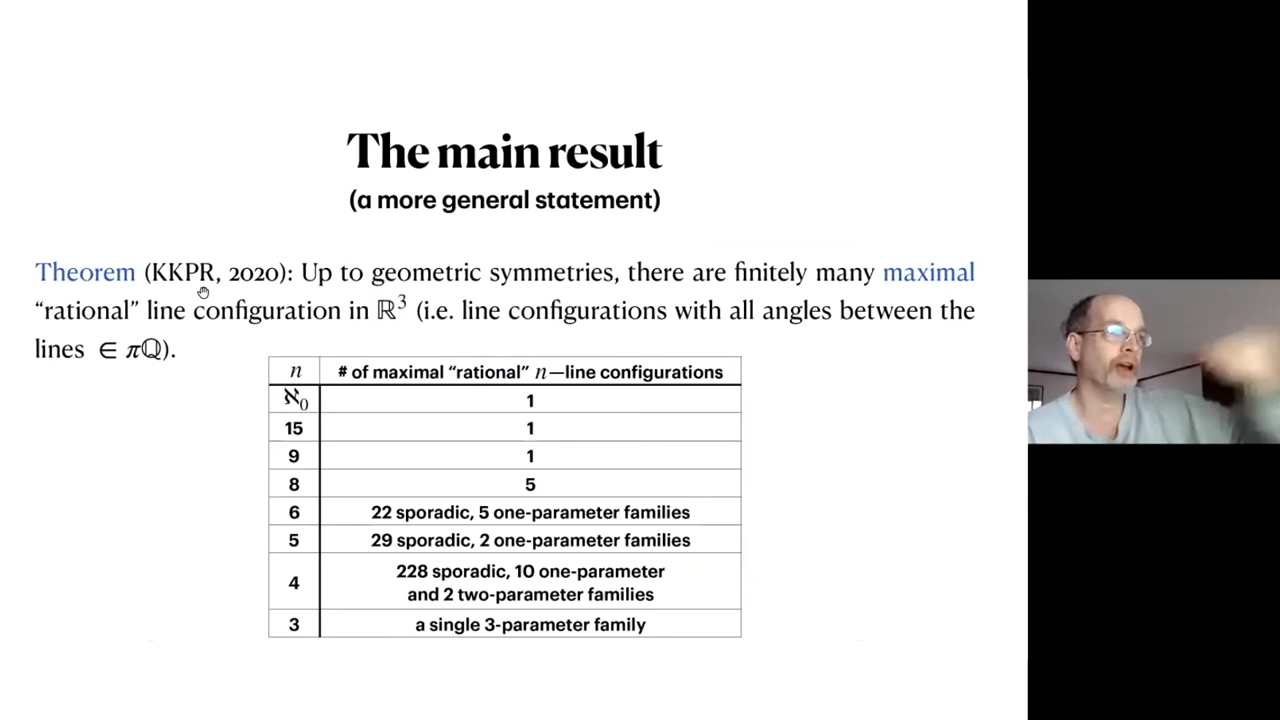 The main result
(a more general statement)
Theorem (KKPR, 2020): Up to geometric symmetries, there are finitely many maximal
“rational” line configuration in ℝ³ (i.e. line configurations with all angles between the
lines ∈ πℚ).
n # of maximal “rational” n—line configurations
ℵ₀ 1
15 1
9 1
8 5
6 22 sporadic, 5 one-parameter families
5 29 sporadic, 2 one-parameter families
4 228 sporadic, 10 one-parameter
and 2 two-parameter families
3 a single 3-parameter family